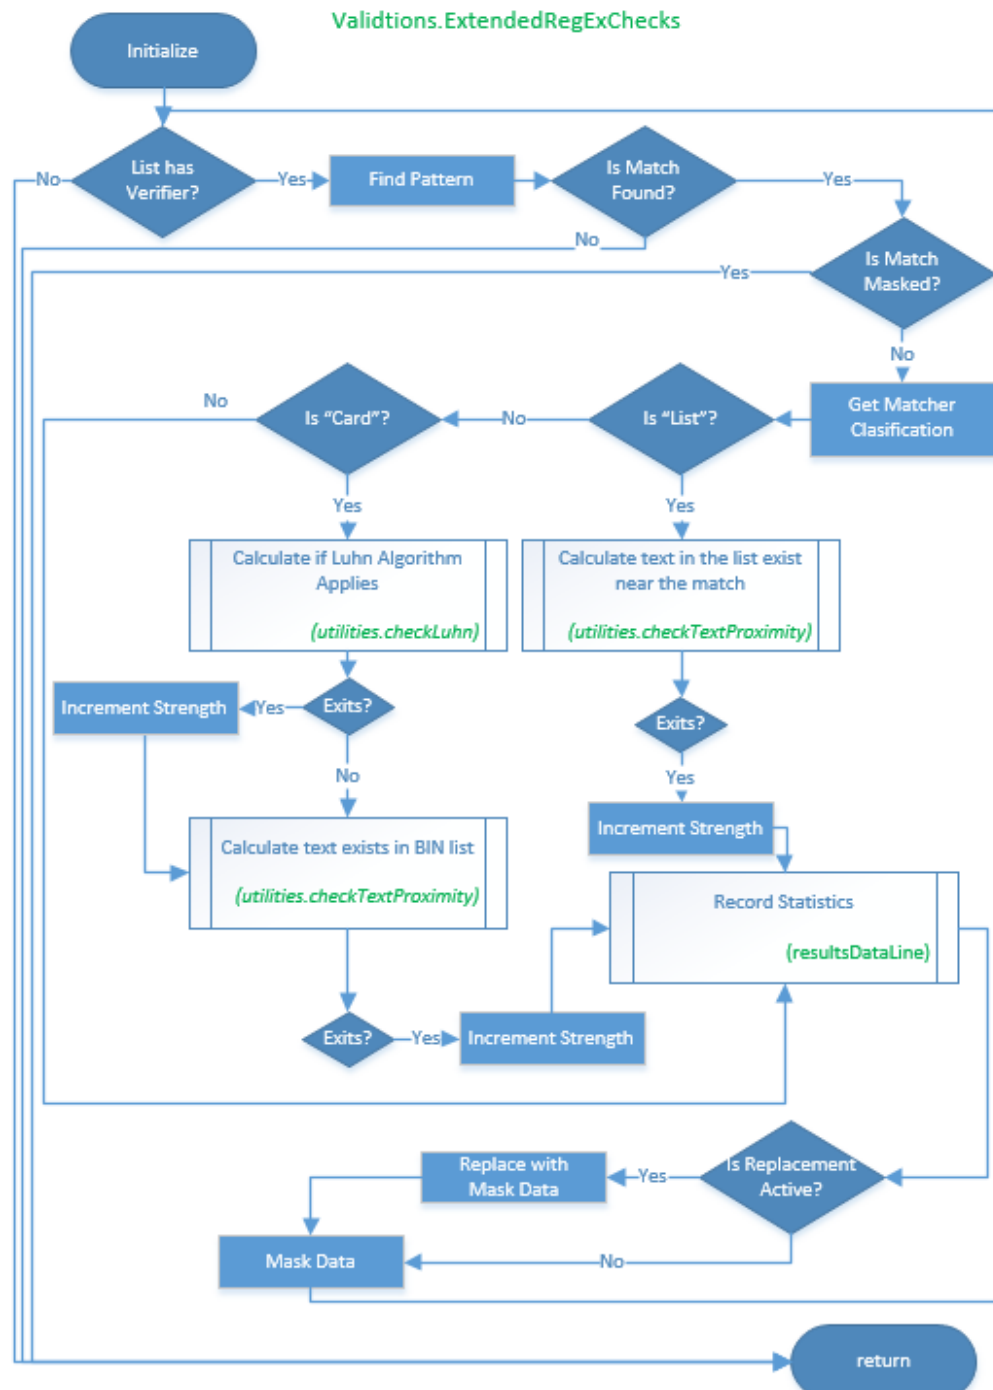 Validtions.ExtendedRegExChecks
Initialize
List has
Verifier?
No
Yes
Find Pattern
Is Match
Found?
Yes
No
Is Match
Masked?
Yes
No
Get Matcher
Clasification
Is “List”?
No
Is “Card”?
No
Yes
Yes
Calculate if Luhn Algorithm
Applies
(utilities.checkLuhn)
Calculate text in the list exist
near the match
(utilities.checkTextProximity)
Exits?
Yes
Increment Strength
No
Exits?
Yes
Increment Strength
Calculate text exists in BIN list
(utilities.checkTextProximity)
Record Statistics
(resultsDataLine)
Exits?
Yes
Increment Strength
Is Replacement
Active?
Yes
Replace with
Mask Data
No
Mask Data
return